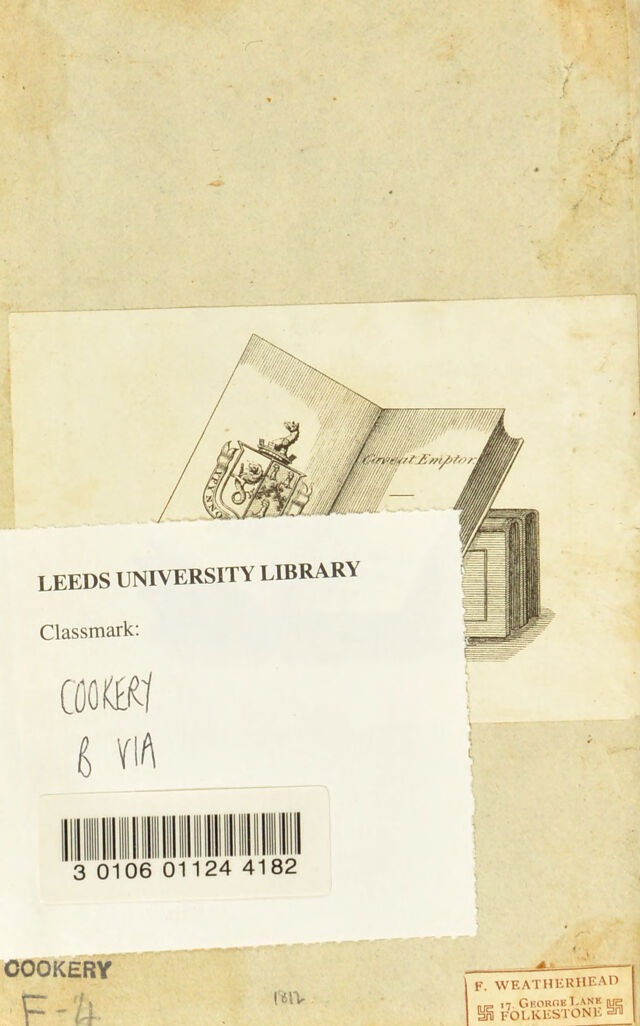 Caveat Emptor.
LEEDS UNIVERSITY LIBRARY
Classmark:
COOKERY
B VIA
3 0106 01124 4182
COOKERY
F-4
1812
F. WEATHERHEAD
17, GEORGE LANE
FOLKESTONE